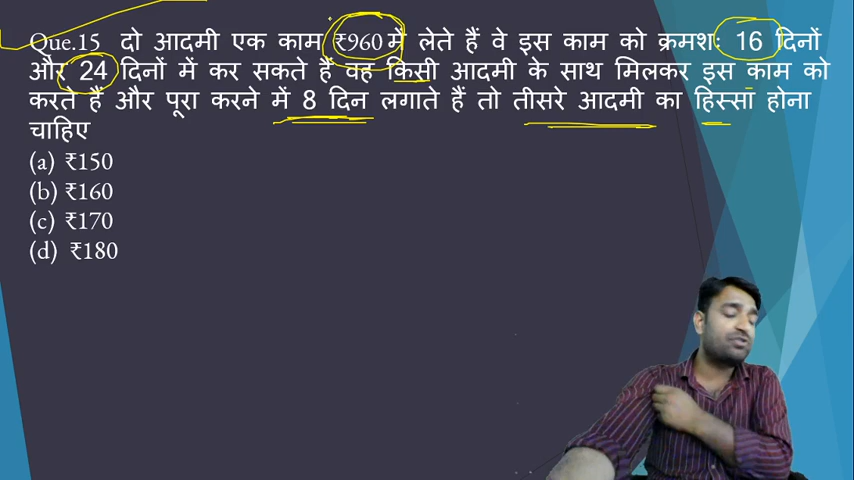 Que.15 दो आदमी एक काम ₹960 में लेते हैं वे इस काम को क्रमशः 16 दिनों
और 24 दिनों में कर सकते हैं वह किसी आदमी के साथ मिलकर इस काम को
करते हैं और पूरा करने में 8 दिन लगाते हैं तो तीसरे आदमी का हिस्सा होना
चाहिए
(a) ₹150
(b) ₹160
(c) ₹170
(d) ₹180